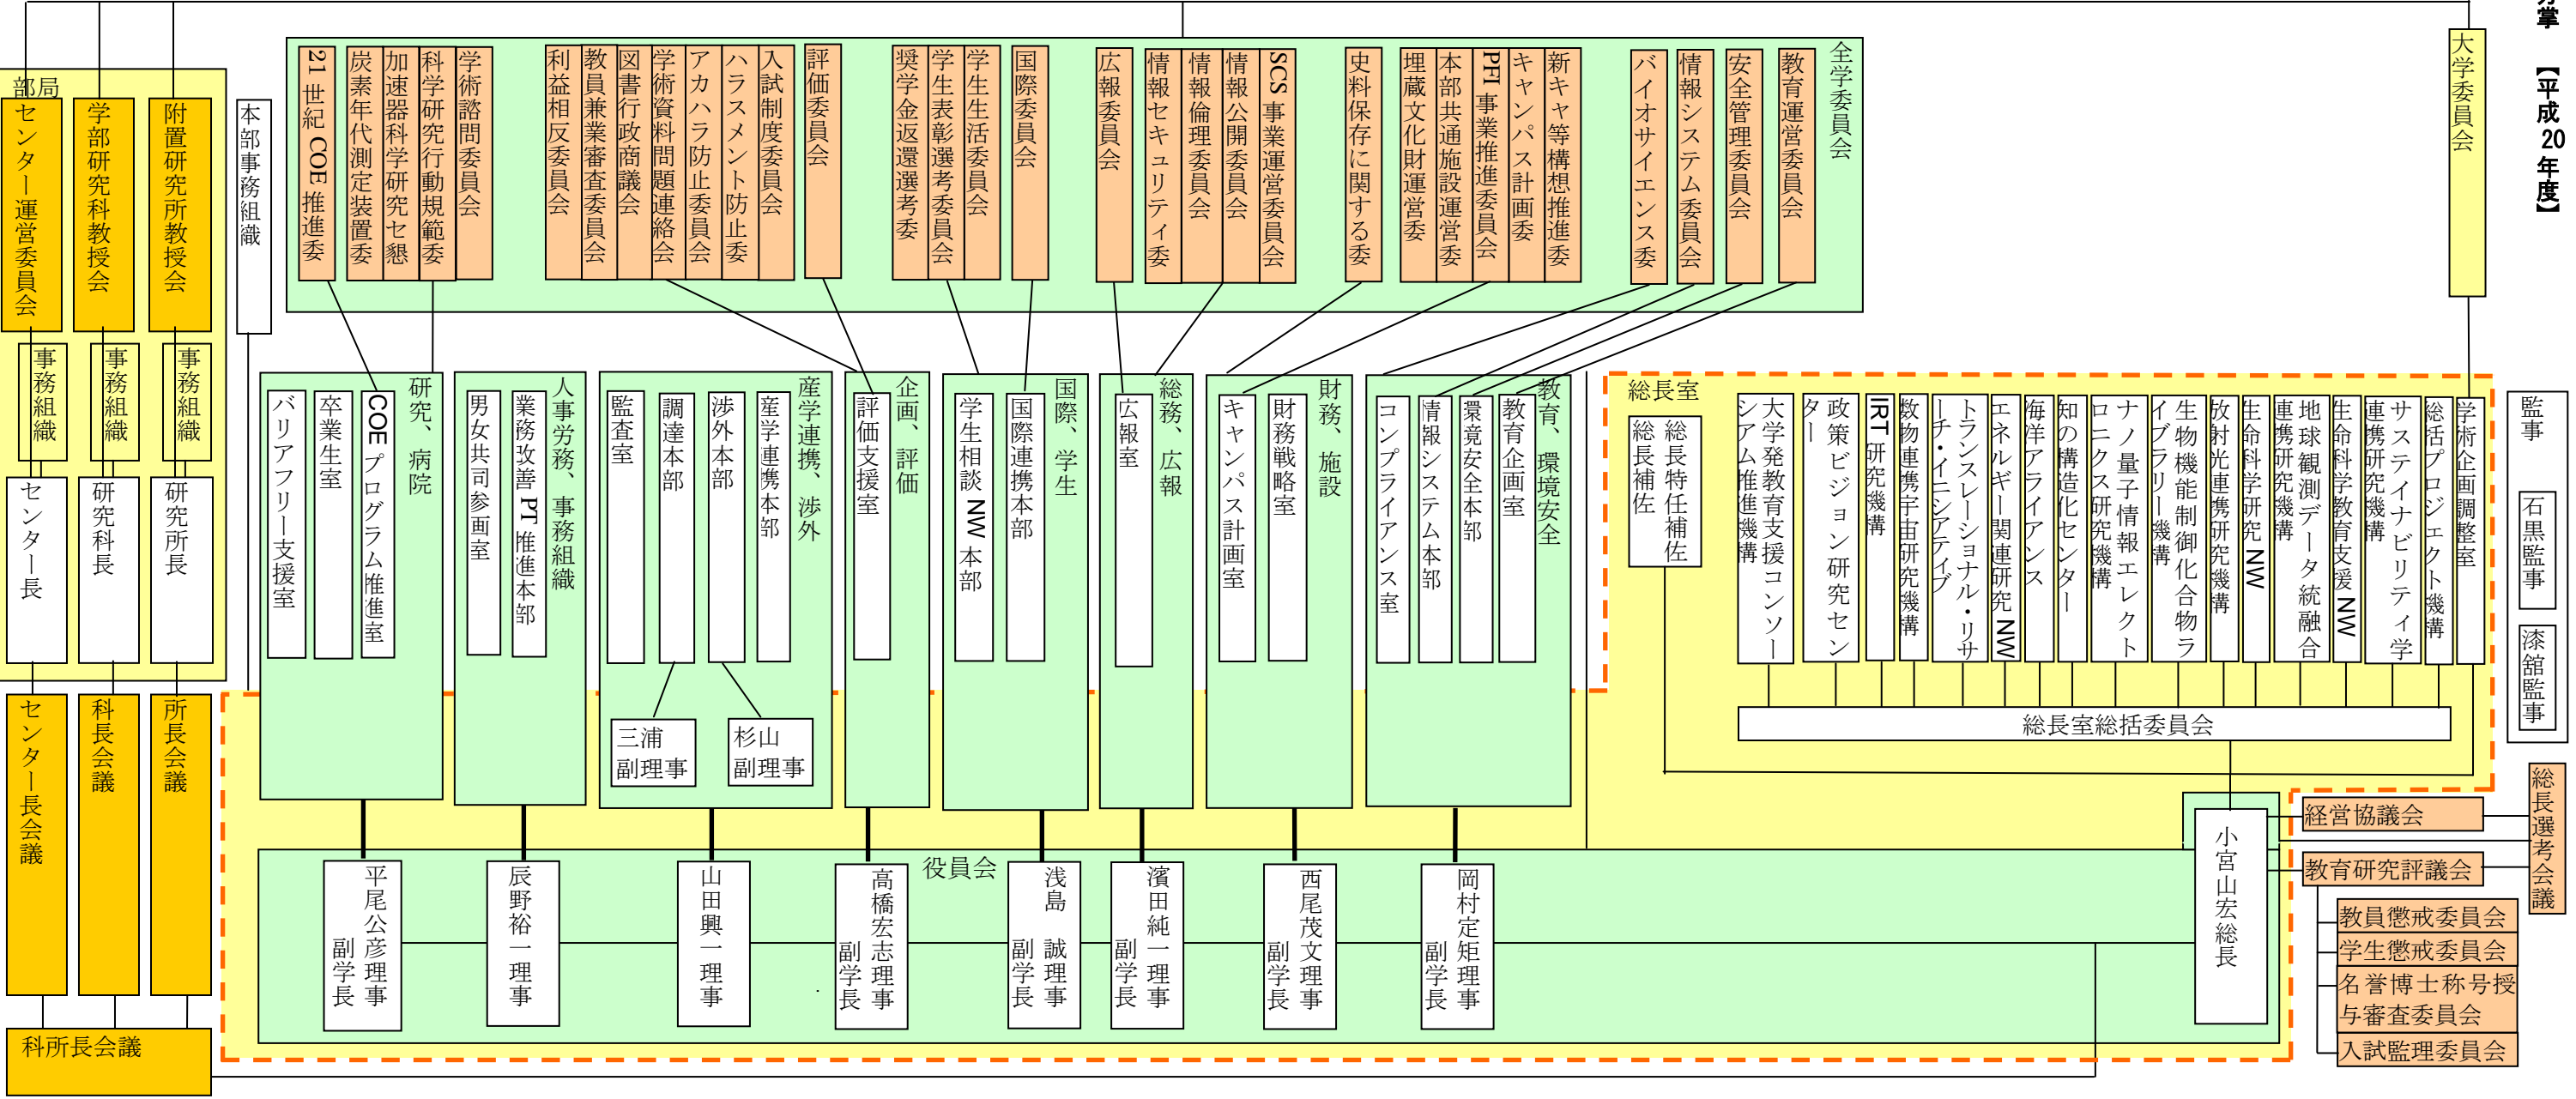 掌 【平成 20 年度】
大学委員会
全学委員会
教育運営委員会
安全管理委員会
情報システム委員会
バイオサイエンス委
新キャ等構想推進委
キャンパス計画委
PFI 事業推進委員会
本部共通施設運営委
埋蔵文化財運営委
史料保存に関する委
SCS 事業運営委員会
情報公開委員会
情報倫理委員会
情報セキュリティ委
広報委員会
国際委員会
学生生活委員会
学生表彰選考委員会
奨学金返還選考委
評価委員会
入試制度委員会
ハラスメント防止委
アカハラ防止委員会
学術資料問題連絡会
図書行政商議会
教員兼業審査委員会
利益相反委員会
学術諮問委員会
科学研究行動規範委
加速器科学研究セ懇
炭素年代測定装置委
21 世紀 COE 推進委
本部事務組織
部局
附置研究所教授会
学部研究科教授会
センター運営委員会
事務組織
事務組織
事務組織
研究所長
研究科長
センター長
所長会議
科長会議
センター長会議
科所長会議
監事
石黒監事
漆舘監事
総長室
学術企画調整室
総括プロジェクト機構
サステイナビリティ学
連携研究機構
生命科学教育支援 NW
地球観測データ統融合
連携研究機構
生命科学研究 NW
放射光連携研究機構
生物機能制御化合物ラ
イブラリー機構
ナノ量子情報エレクト
ロニクス研究機構
知の構造化センター
海洋アライアンス
エネルギー関連研究 NW
トランスレーショナル・リサ
ーチ・イニシアティブ
数物連携宇宙研究機構
IRT 研究機構
政策ビジョン研究セン
ター
大学発教育支援コンソー
シアム推進機構
総長特任補佐
総長補佐
総長室総括委員会
教育、環境安全
教育企画室
環境安全本部
情報システム本部
コンプライアンス室
財務、施設
財務戦略室
キャンパス計画室
総務、広報
広報室
国際、学生
国際連携本部
学生相談 NW 本部
企画、評価
評価支援室
産学連携、渉外
産学連携本部
渉外本部
調達本部
監査室
杉山
副理事
三浦
副理事
人事労務、事務組織
業務改善 PT 推進本部
男女共同参画室
研究、病院
COE プログラム推進室
卒業生室
バリアフリー支援室
役員会
小宮山宏総長
岡村定矩理事
副学長
西尾茂文理事
副学長
濱田純一理事
副学長
浅島 誠理事
副学長
高橋宏志理事
副学長
山田興一理事
辰野裕一理事
平尾公彦理事
副学長
総長選考会議
経営協議会
教育研究評議会
教員懲戒委員会
学生懲戒委員会
名誉博士称号授
与審査委員会
入試監理委員会